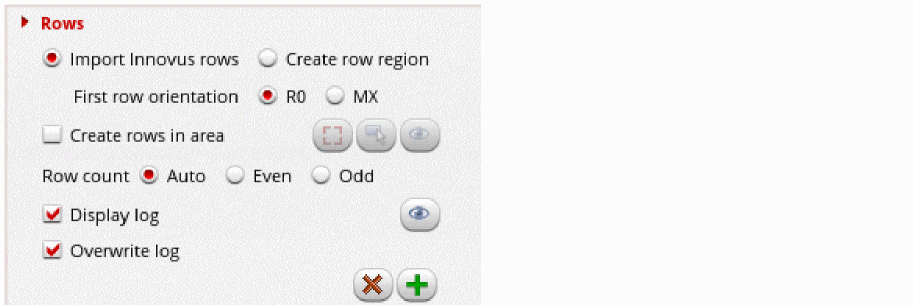 Rows
Import Innovus rows Create row region
First row orientation R0 MX
Create rows in area
Row count Auto Even Odd
Display log
Overwrite log